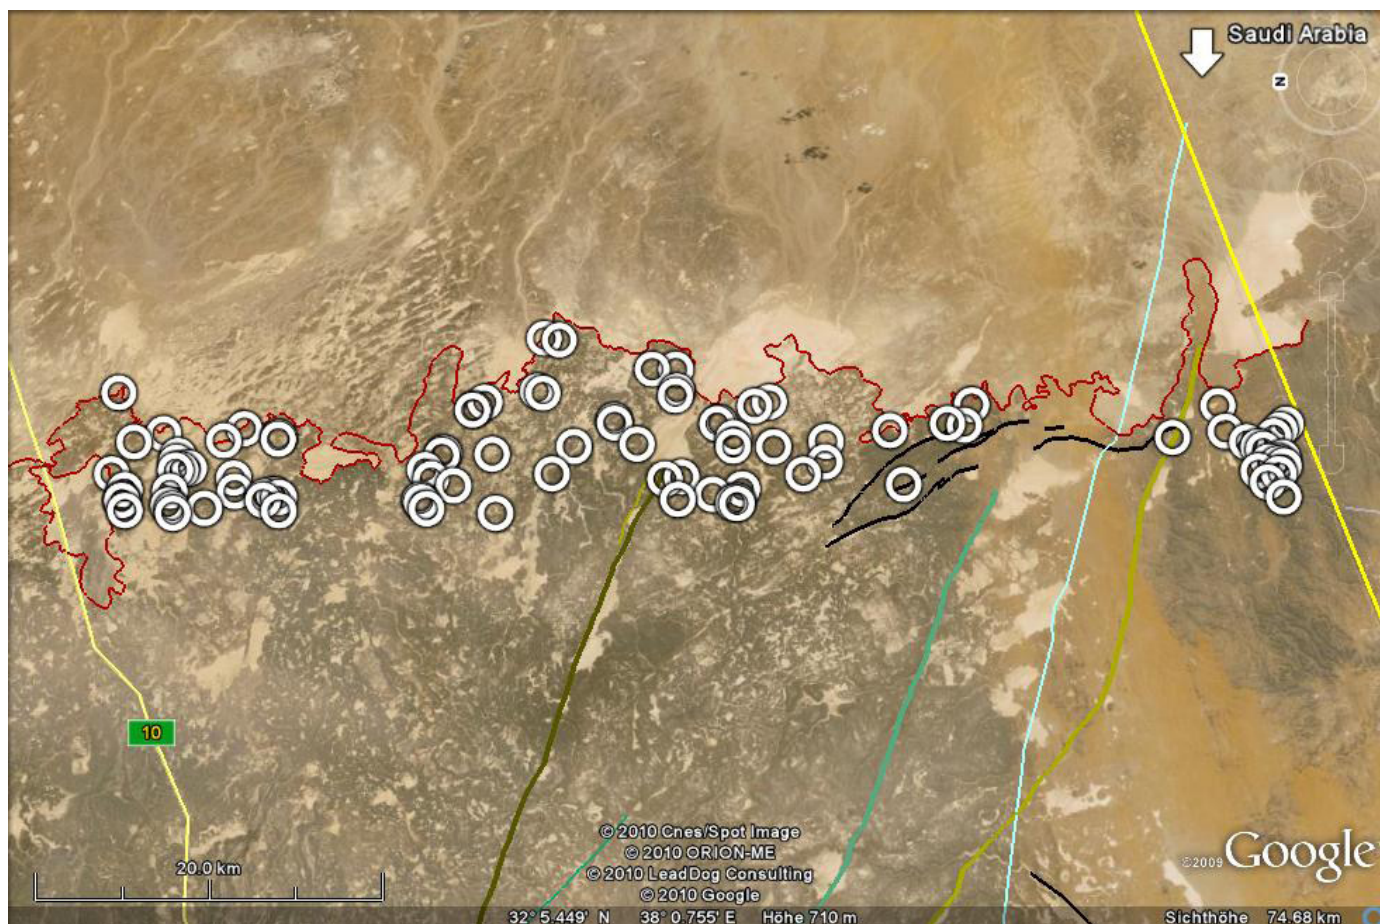 Saudi Arabia
N
10
© 2010 Cnes/Spot Image
© 2010 ORION-ME
© 2010 LeadDog Consulting
© 2010 Google
©2009 Google
20.0 km
32° 5.449' N 38° 0.755' E Höhe 710 m Sichthöhe 74.68 km